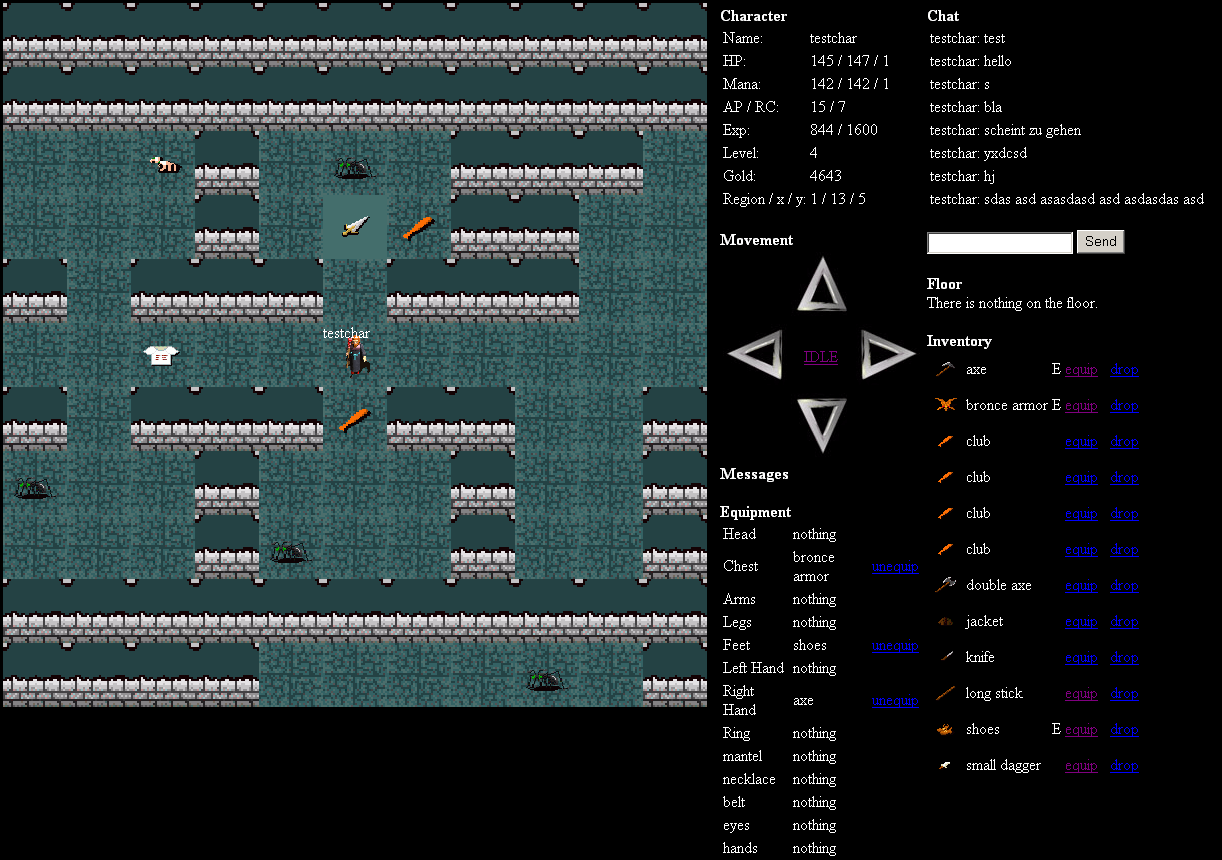 testchar
Character
Name: testchar
HP: 145 / 147 / 1
Mana: 142 / 142 / 1
AP / RC: 15 / 7
Exp: 844 / 1600
Level: 4
Gold: 4643
Region / x / y: 1 / 13 / 5
Movement
IDLE
Messages
Equipment
Head nothing
Chest bronce armor unequip
Arms nothing
Legs nothing
Feet shoes unequip
Left Hand nothing
Right Hand axe unequip
Ring nothing
mantel nothing
necklace nothing
belt nothing
eyes nothing
hands nothing
Chat
testchar: test
testchar: hello
testchar: s
testchar: bla
testchar: scheint zu gehen
testchar: yxdcsd
testchar: hj
testchar: sdas asd asasdasd asd asdasdas asd
Send
Floor
There is nothing on the floor.
Inventory
axe E equip drop
bronce armor E equip drop
club equip drop
club equip drop
club equip drop
club equip drop
double axe equip drop
jacket equip drop
knife equip drop
long stick equip drop
shoes E equip drop
small dagger equip drop